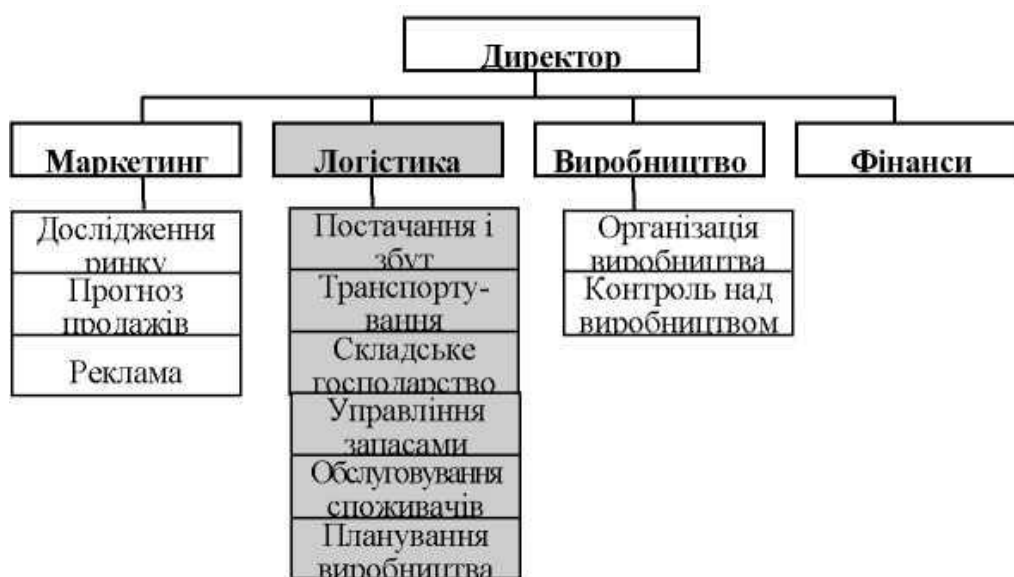 Директор
Маркетинг
Логістика
Виробництво
Фінанси
Дослідження
ринку
Прогноз
продажів
Реклама
Постачання і
збут
Транспорту-
вання
Складське
господарство
Управління
запасами
Обслуговування
споживачів
Планування
виробництва
Організація
виробництва
Контроль над
виробництвом